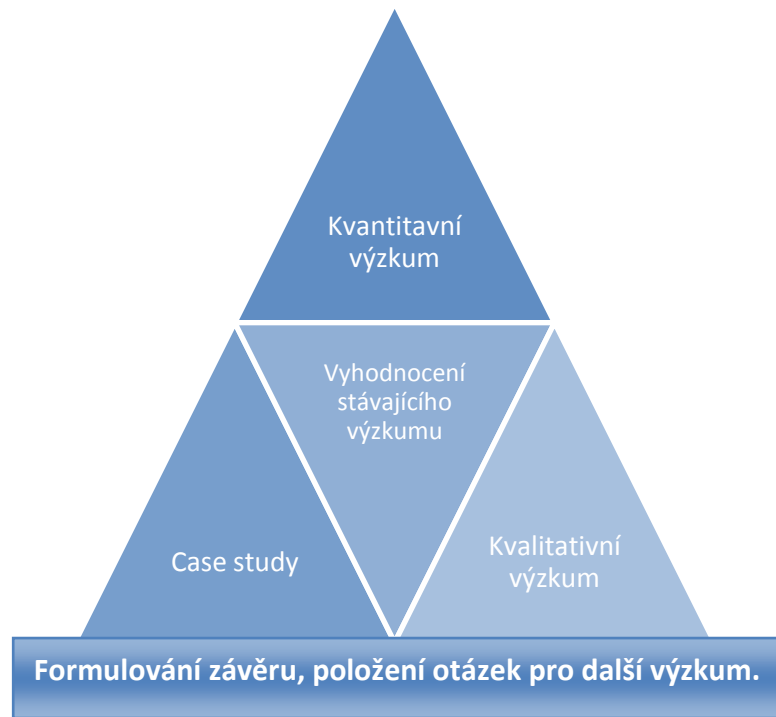 Kvantitavní
výzkum
Vyhodnocení
stávajícího
výzkumu
Case study
Kvalitativní
výzkum
Formulování závěru, položení otázek pro další výzkum.